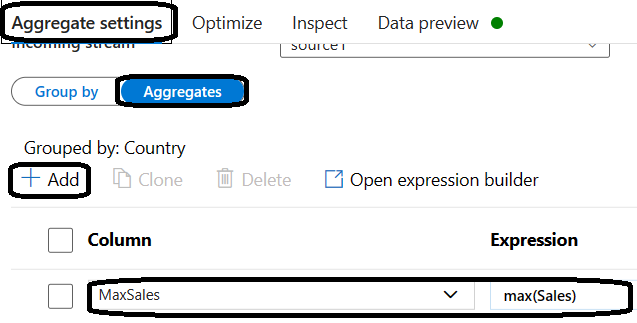 Aggregate settings Optimize Inspect Data preview
Incoming stream source1
Group by Aggregates
Grouped by: Country
+ Add Clone Delete Open expression builder
Column Expression
MaxSales max(Sales)